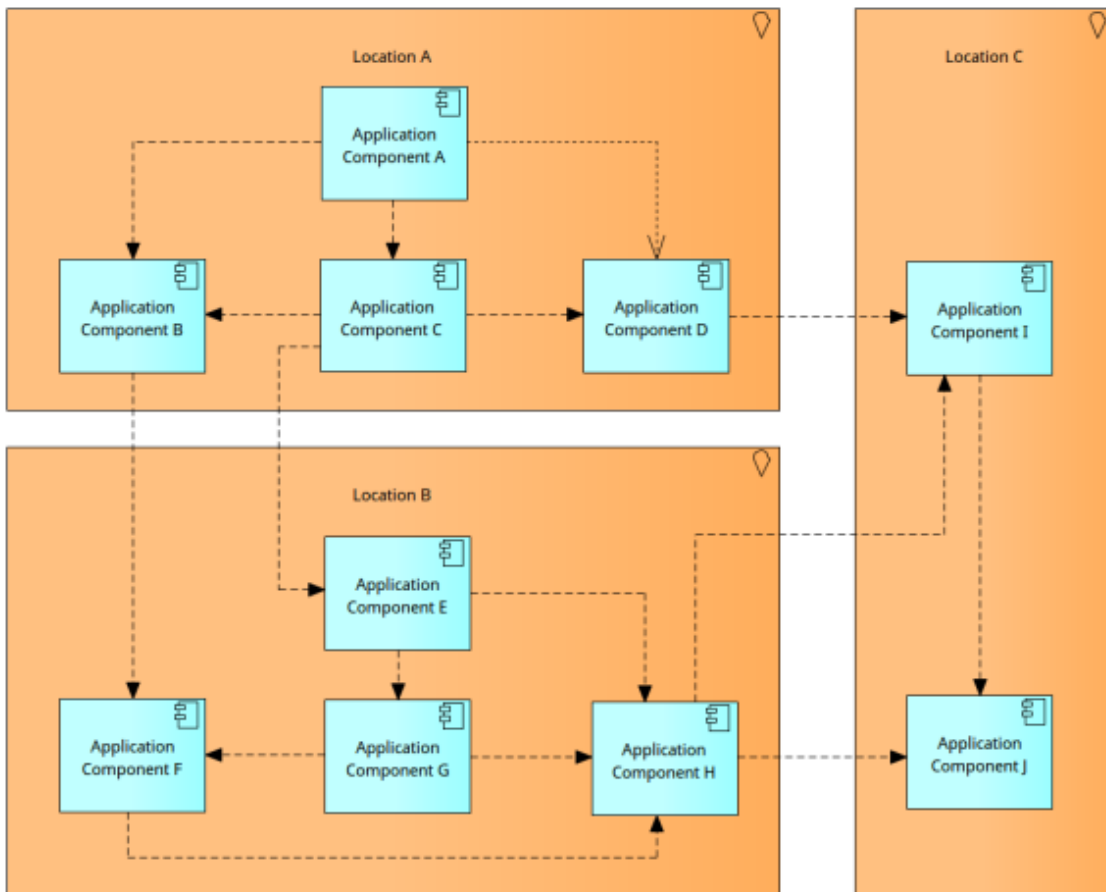 Location A
Location C
Application
Component A
Application
Component B
Application
Component C
Application
Component D
Application
Component I
Location B
Application
Component E
Application
Component F
Application
Component G
Application
Component H
Application
Component J